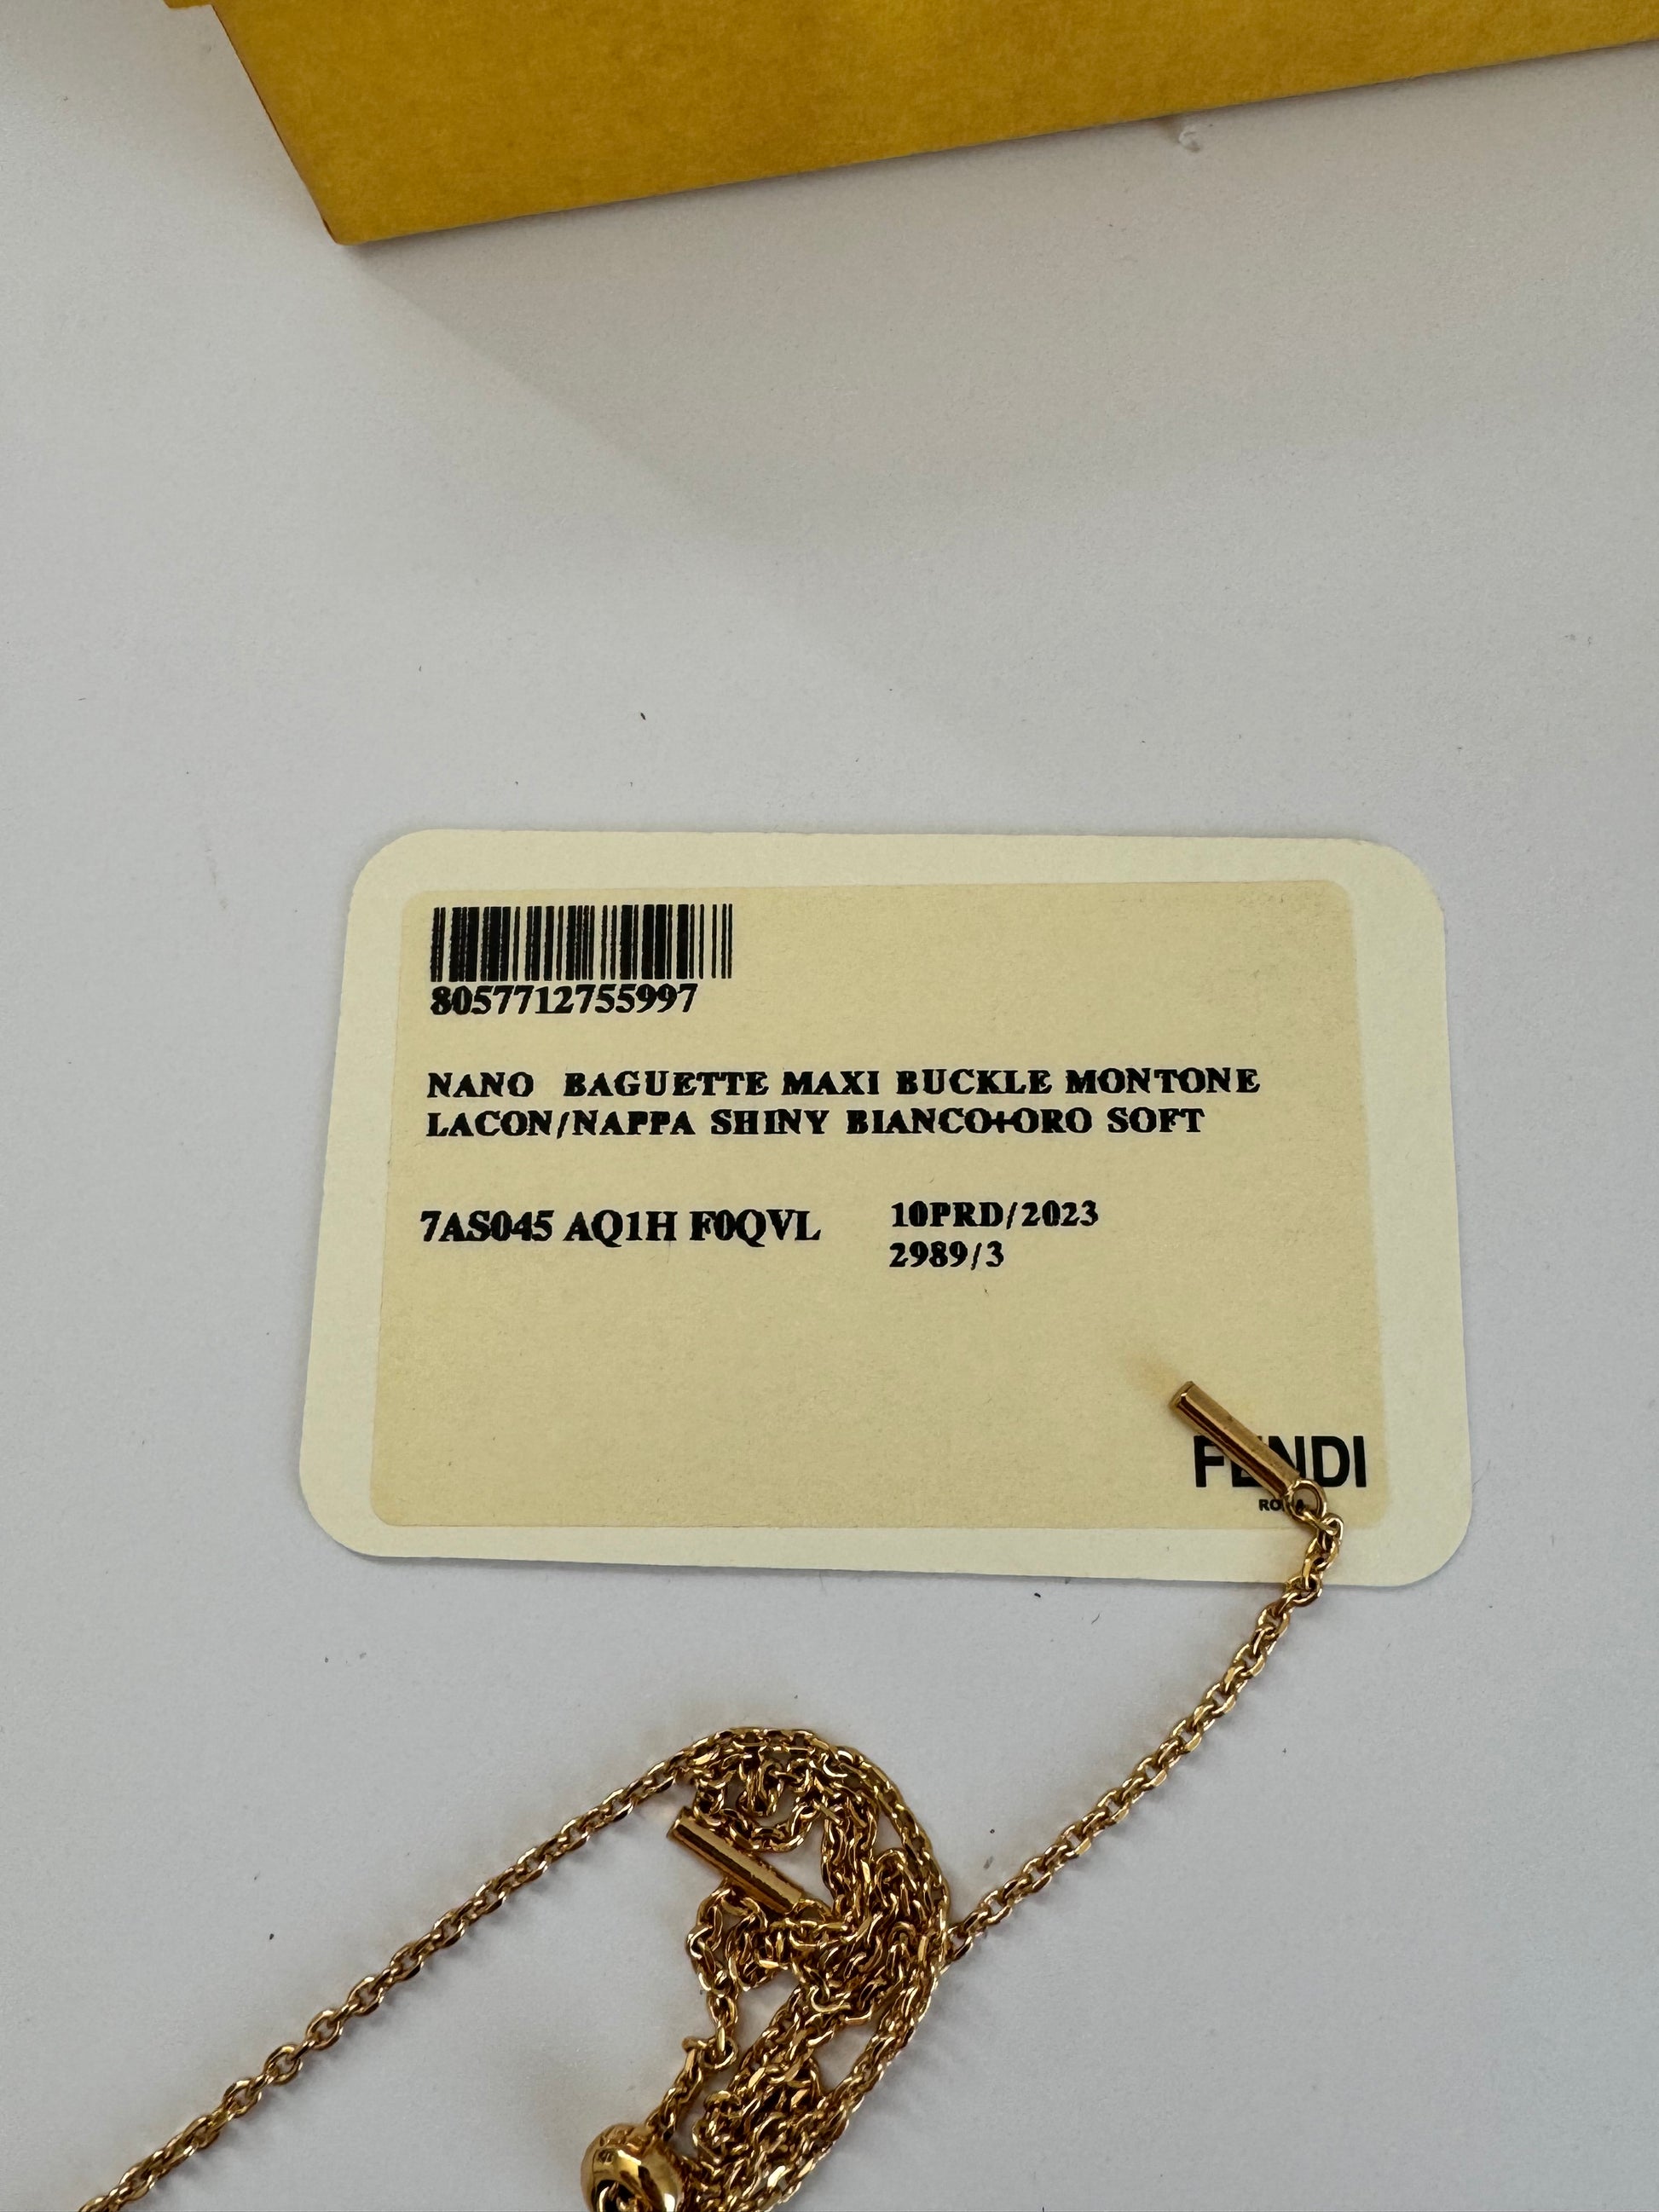 8057712755997
NANO BAGUETTE MAXI BUCKLE MONTONE
LACON/NAPPA SHINY BIANCO+ORO SOFT
7AS045 AQ1H F0QVL
10PRD/2023
2989/3
FENDI
ROMA